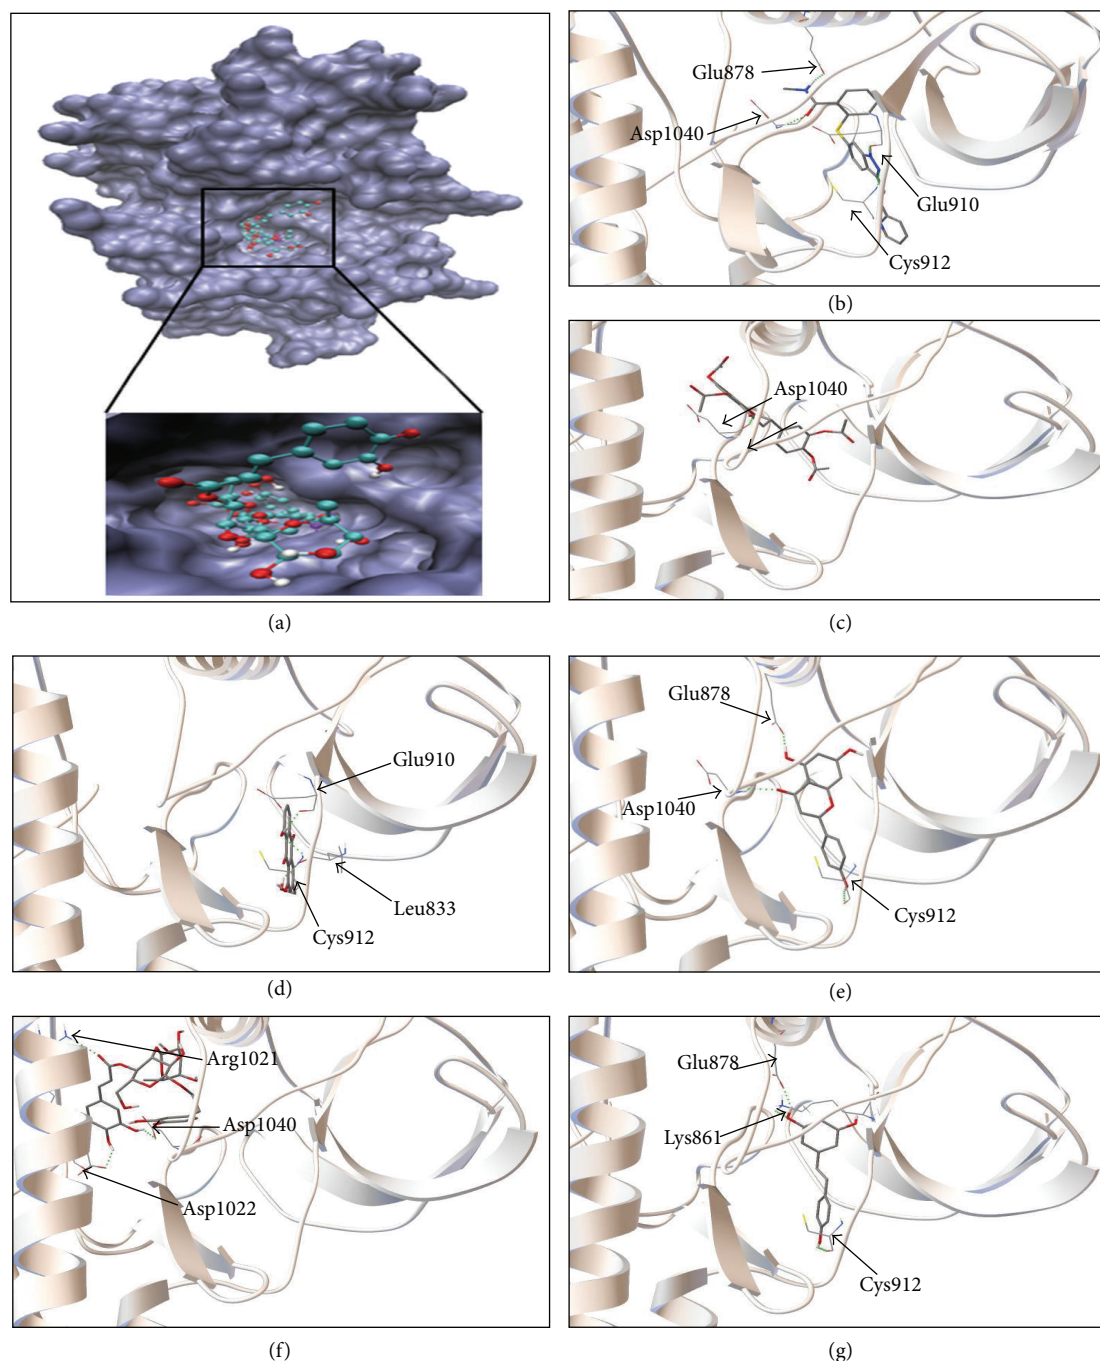 (a)
Glu878
Asp1040
Glu910
Cys912
(b)
Asp1040
(c)
Glu910
Leu833
Cys912
(d)
Glu878
Asp1040
Cys912
(e)
Arg1021
Asp1040
Asp1022
(f)
Glu878
Lys861
Cys912
(g)